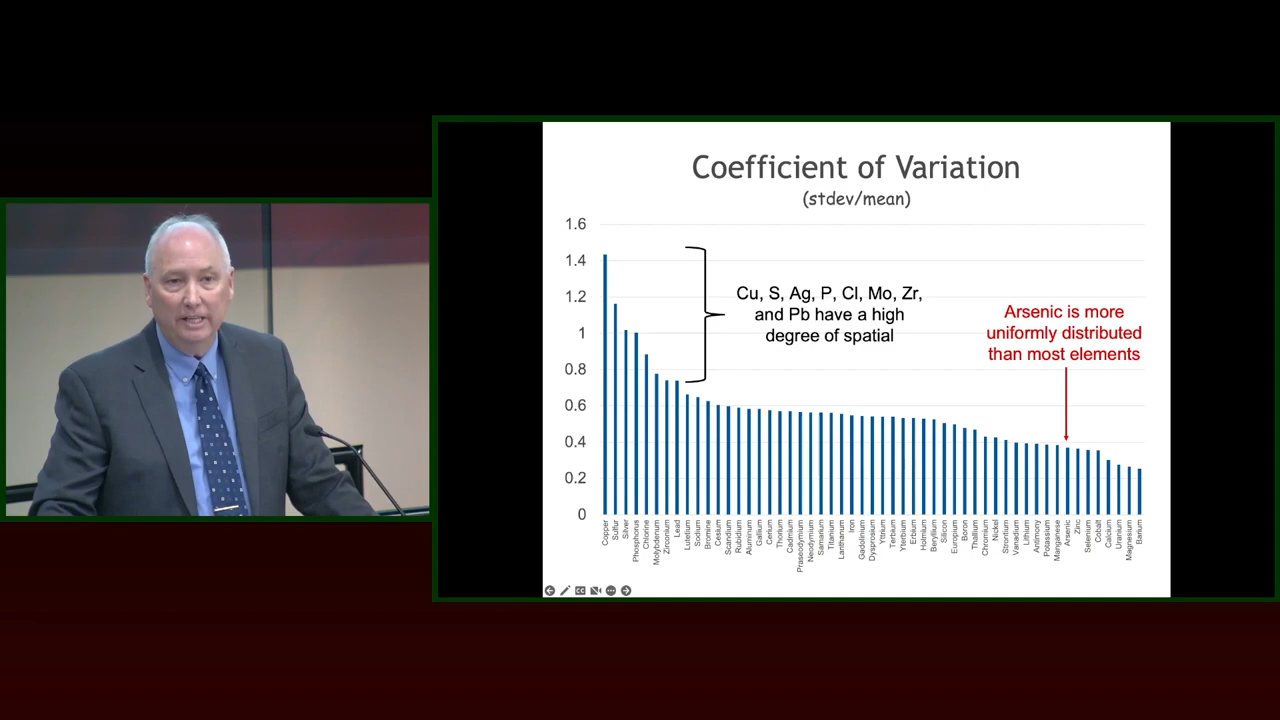 Coefficient of Variation
(stdev/mean)
1.6
1.4
1.2
1
0.8
0.6
0.4
0.2
0
Cu, S, Ag, P, Cl, Mo, Zr,
and Pb have a high
degree of spatial
Arsenic is more
uniformly distributed
than most elements
Copper
Sulfur
Silver
Phosphorus
Chlorine
Molybdenum
Zirconium
Lead
Lutetium
Sodium
Bromine
Cesium
Scandium
Rubidium
Aluminum
Gallium
Cerium
Thorium
Cadmium
Praseodymium
Neodymium
Samarium
Titanium
Lanthanum
Iron
Gadolinium
Dysprosium
Yttrium
Terbium
Ytterbium
Erbium
Holmium
Beryllium
Silicon
Europium
Boron
Thallium
Chromium
Nickel
Strontium
Vanadium
Lithium
Antimony
Potassium
Manganese
Arsenic
Zinc
Selenium
Cobalt
Calcium
Uranium
Magnesium
Barium
CC